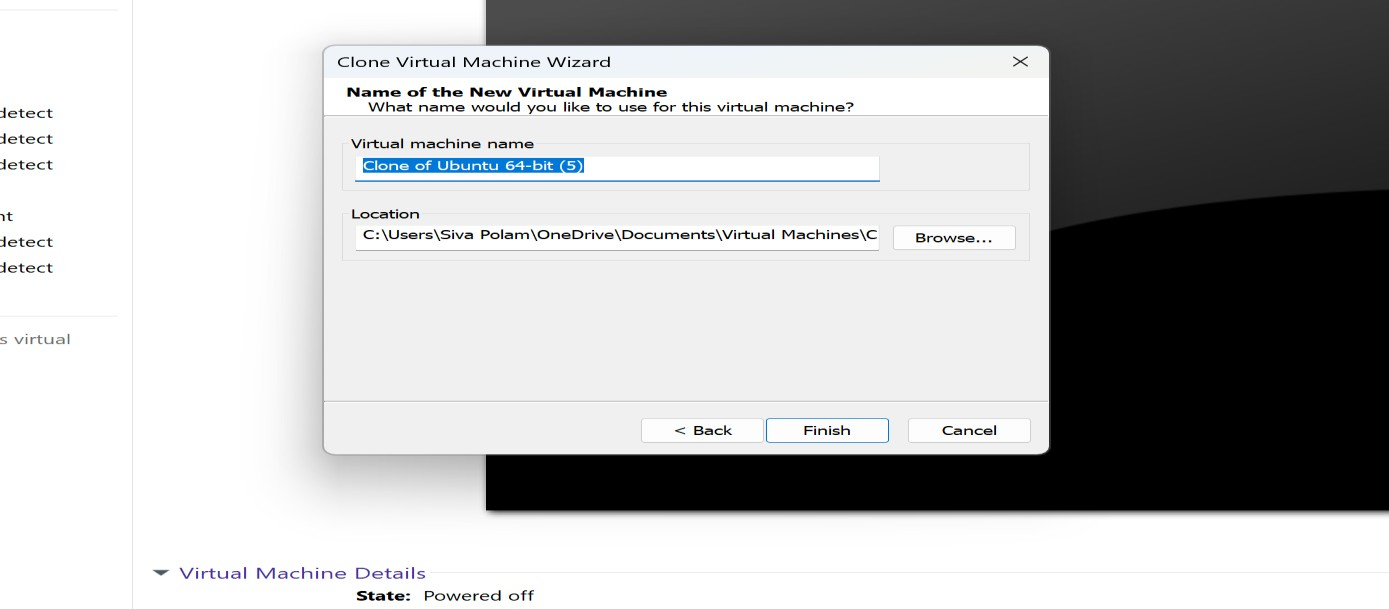 Clone Virtual Machine Wizard
Name of the New Virtual Machine
What name would you like to use for this virtual machine?
Virtual machine name
Clone of Ubuntu 64-bit (5)
Location
C:\Users\Siva Polam\OneDrive\Documents\Virtual Machines\C
Browse...
< Back
Finish
Cancel
detect
detect
detect
nt
detect
detect
s virtual
Virtual Machine Details
State: Powered off